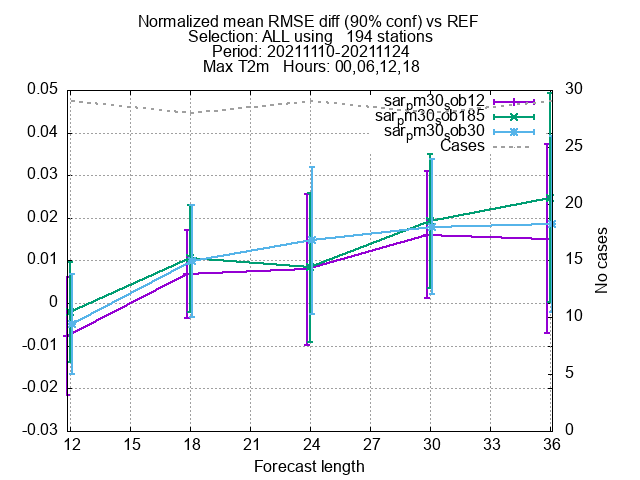 Normalized mean RMSE diff (90% conf) vs REF
Selection: ALL using   194 stations
Period: 20211110-20211124
Max T2m   Hours: 00,06,12,18
0.05
0.04
0.03
0.02
0.01
0
-0.01
-0.02
-0.03
30
25
20
15
10
5
0
sarpm30sob12
sarpm30sob185
sarpm30sob30
Cases
No cases
12 15 18 21 24 27 30 33 36
Forecast length